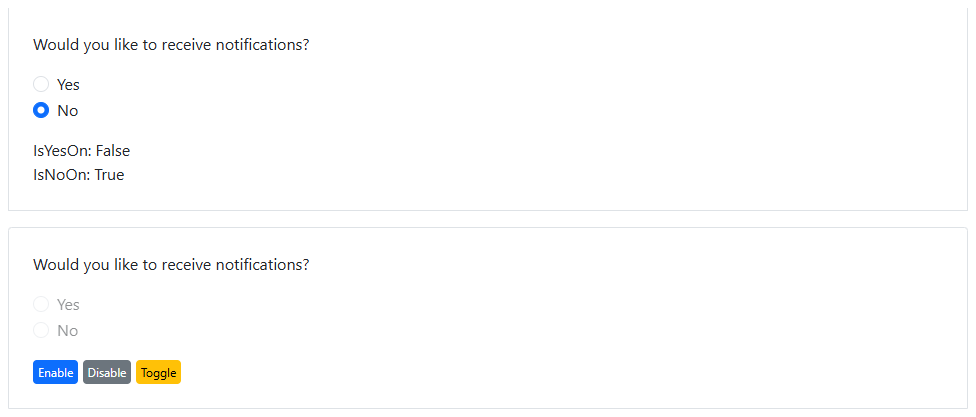 Would you like to receive notifications?
Yes
No
IsYesOn: False
IsNoOn: True
Would you like to receive notifications?
Yes
No
Enable Disable Toggle